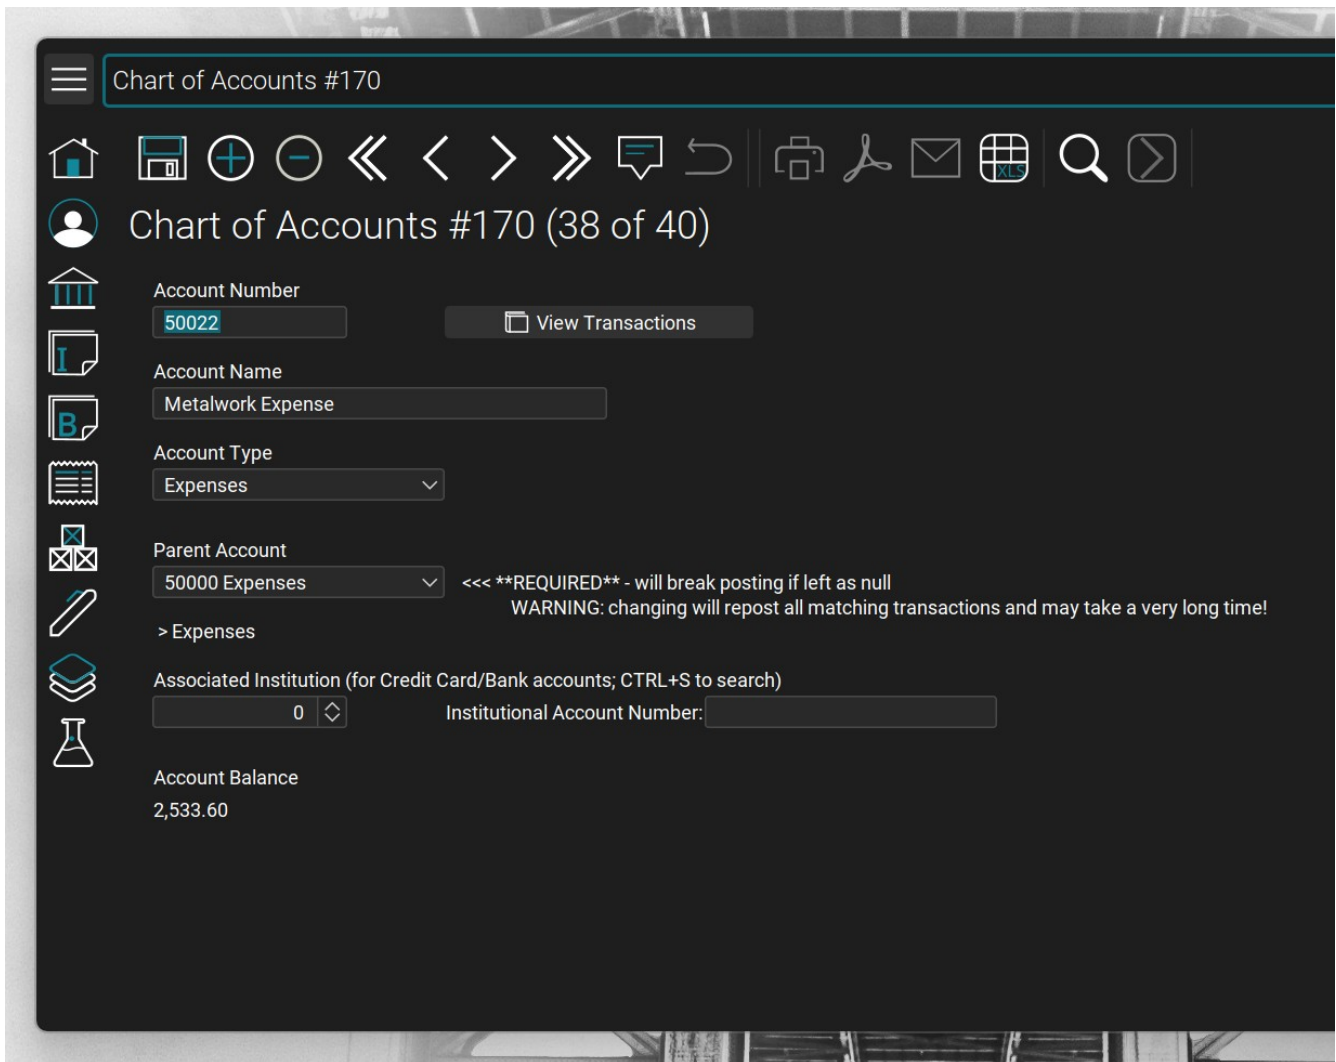 Chart of Accounts #170
XLS
Chart of Accounts #170 (38 of 40)
Account Number
50022
View Transactions
Account Name
Metalwork Expense
Account Type
Expenses
Parent Account
50000 Expenses
<<< **REQUIRED** - will break posting if left as null
WARNING: changing will repost all matching transactions and may take a very long time!
> Expenses
Associated Institution (for Credit Card/Bank accounts; CTRL+S to search)
0
Institutional Account Number:
Account Balance
2,533.60
I
B